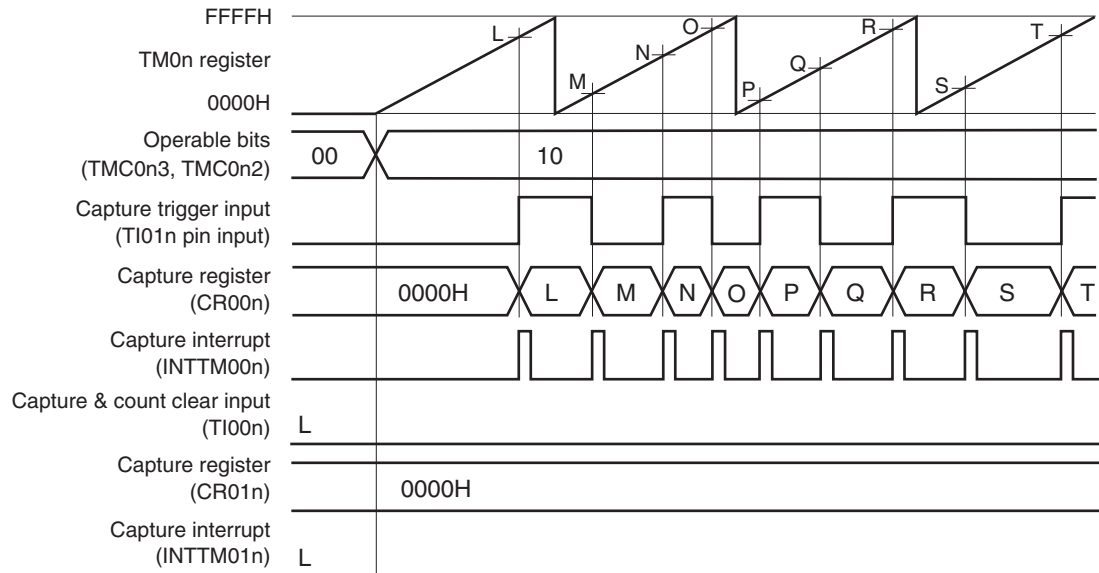 FFFFH
TM0n register
0000H
L M N O P Q R S T
Operable bits
(TMC0n3, TMC0n2)
00 10
Capture trigger input
(TI01n pin input)
Capture register
(CR00n)
0000H L M N O P Q R S T
Capture interrupt
(INTTM00n)
Capture & count clear input
(TI00n)
L
Capture register
(CR01n)
0000H
Capture interrupt
(INTTM01n)
L